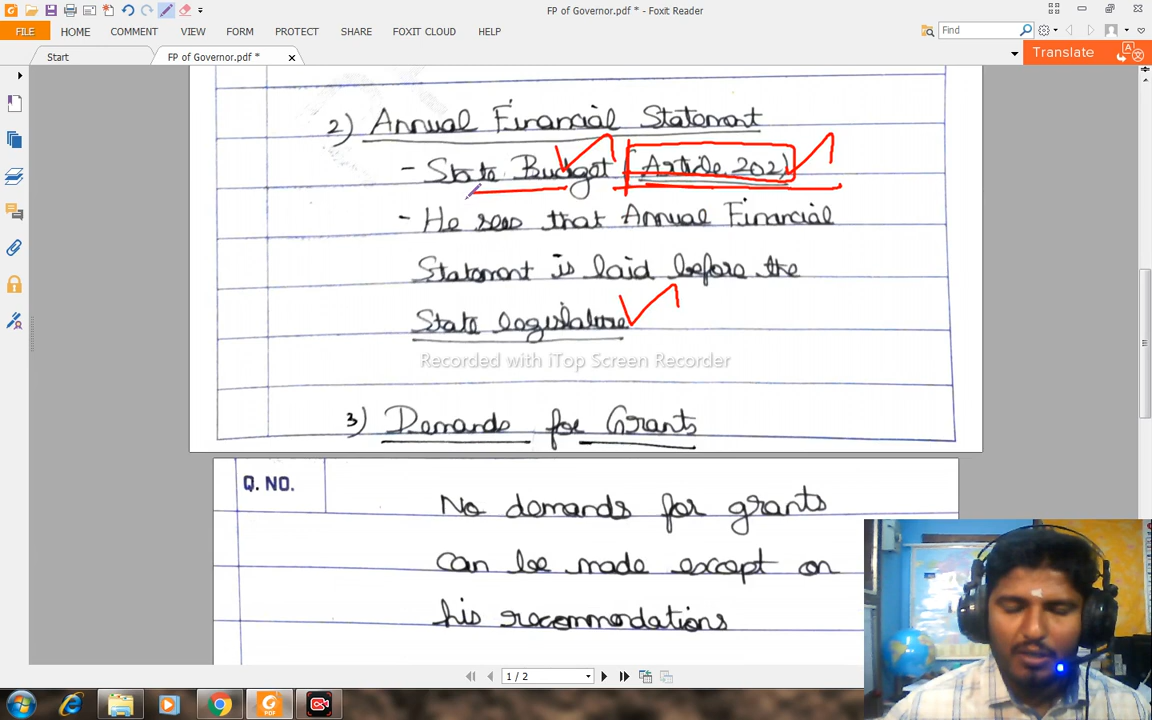 FP of Governor.pdf * - Foxit Reader
FILE HOME COMMENT VIEW FORM PROTECT SHARE FOXIT CLOUD HELP Find
Start FP of Governor.pdf * Translate
2) Annual Financial Statement
- State Budget (Article 202)
- He sees that Annual Financial
Statement is laid before the
State legislature
Recorded with iTop Screen Recorder
3) Demands for Grants
Q. NO.
No demands for grants
can be made except on
his recommendations
1 / 2
PDF